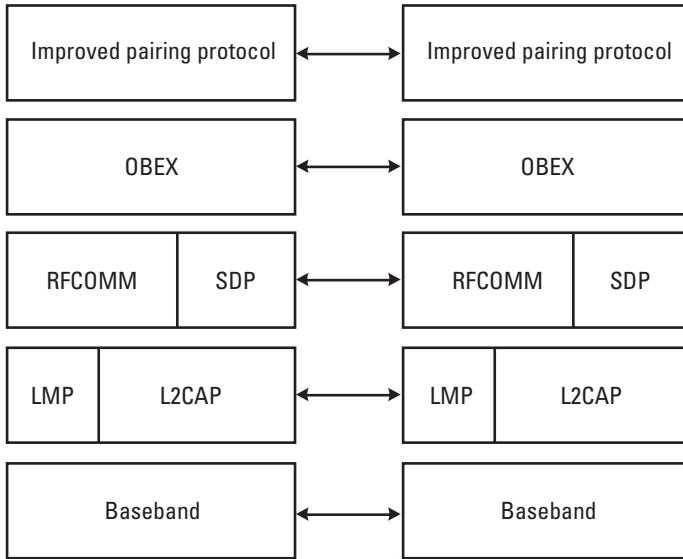 Improved pairing protocol
Improved pairing protocol
OBEX
OBEX
RFCOMM
SDP
RFCOMM
SDP
LMP
L2CAP
LMP
L2CAP
Baseband
Baseband